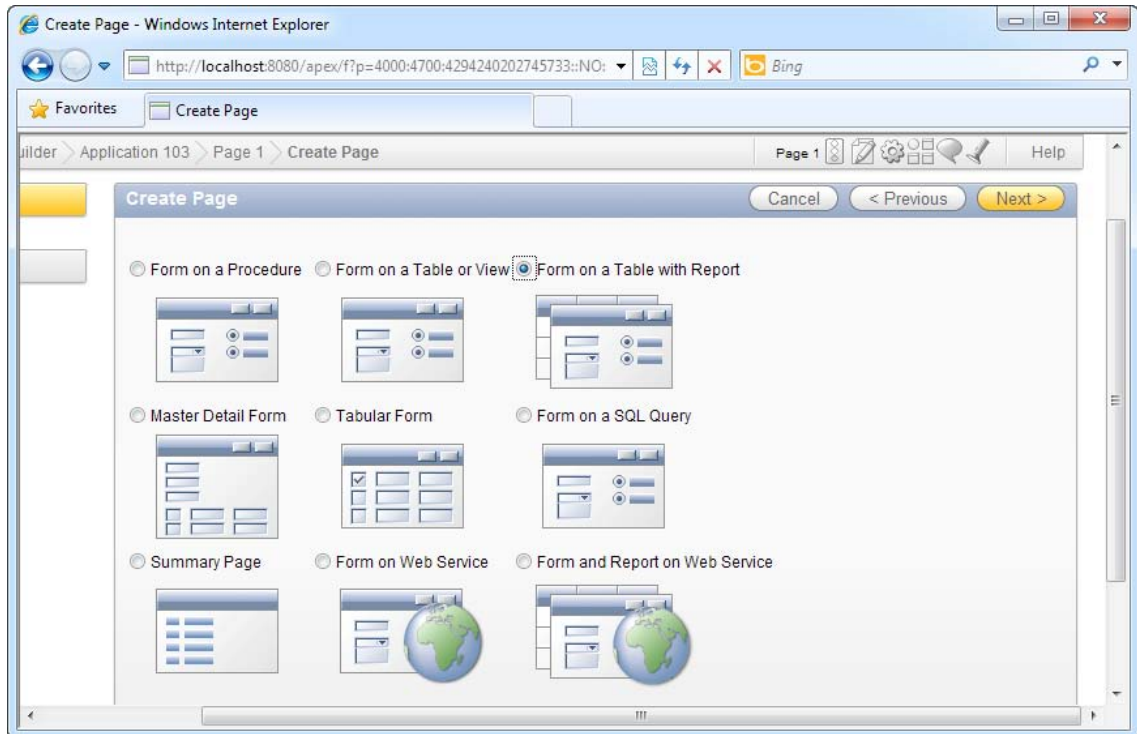 Create Page - Windows Internet Explorer
http://localhost:8080/apex/f?p=4000:4700:4294240202745733::NO:
Bing
Favorites
Create Page
uilder Application 103 Page 1 Create Page
Page 1
Help
Create Page
Cancel
< Previous
Next >
Form on a Procedure
Form on a Table or View
Form on a Table with Report
Master Detail Form
Tabular Form
Form on a SQL Query
Summary Page
Form on Web Service
Form and Report on Web Service